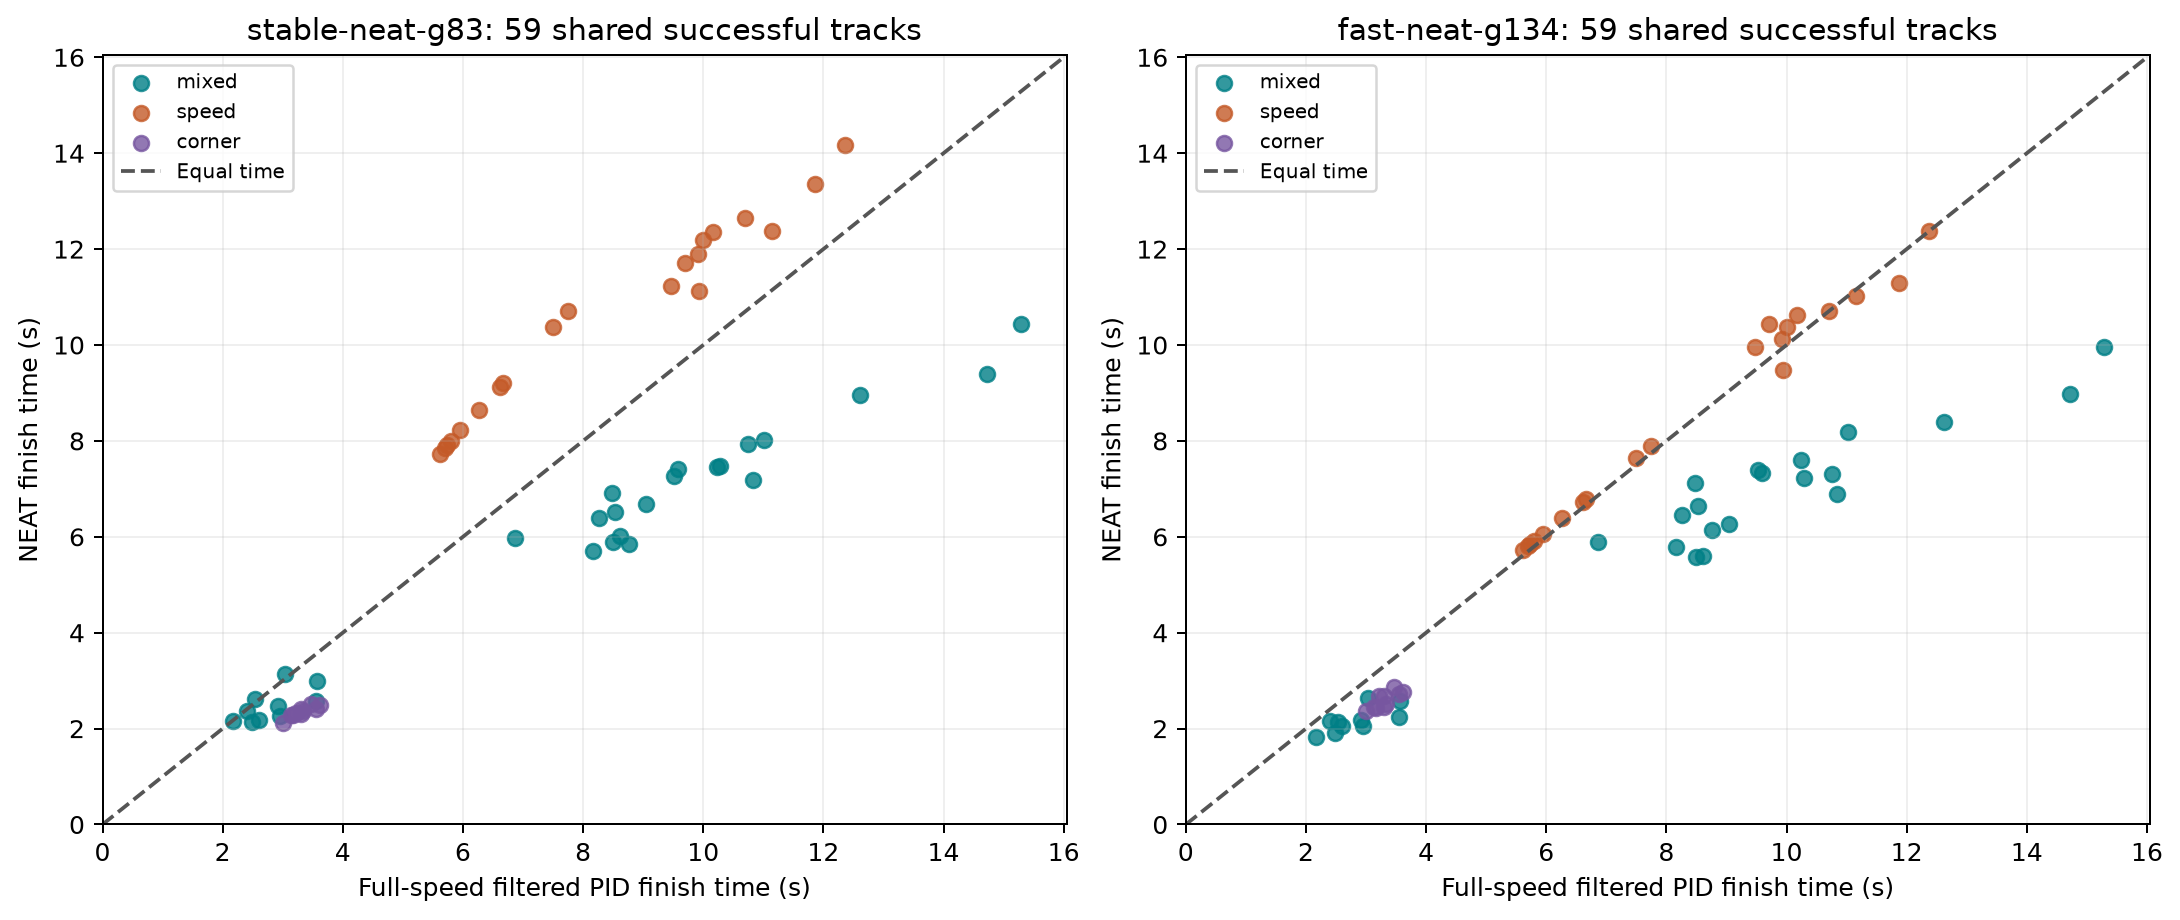 stable-neat-g83: 59 shared successful tracks
16
14
12
10
8
6
4
2
0
NEAT finish time (s)
mixed
speed
corner
Equal time
0 2 4 6 8 10 12 14 16
Full-speed filtered PID finish time (s)
fast-neat-g134: 59 shared successful tracks
16
14
12
10
8
6
4
2
0
NEAT finish time (s)
mixed
speed
corner
Equal time
0 2 4 6 8 10 12 14 16
Full-speed filtered PID finish time (s)